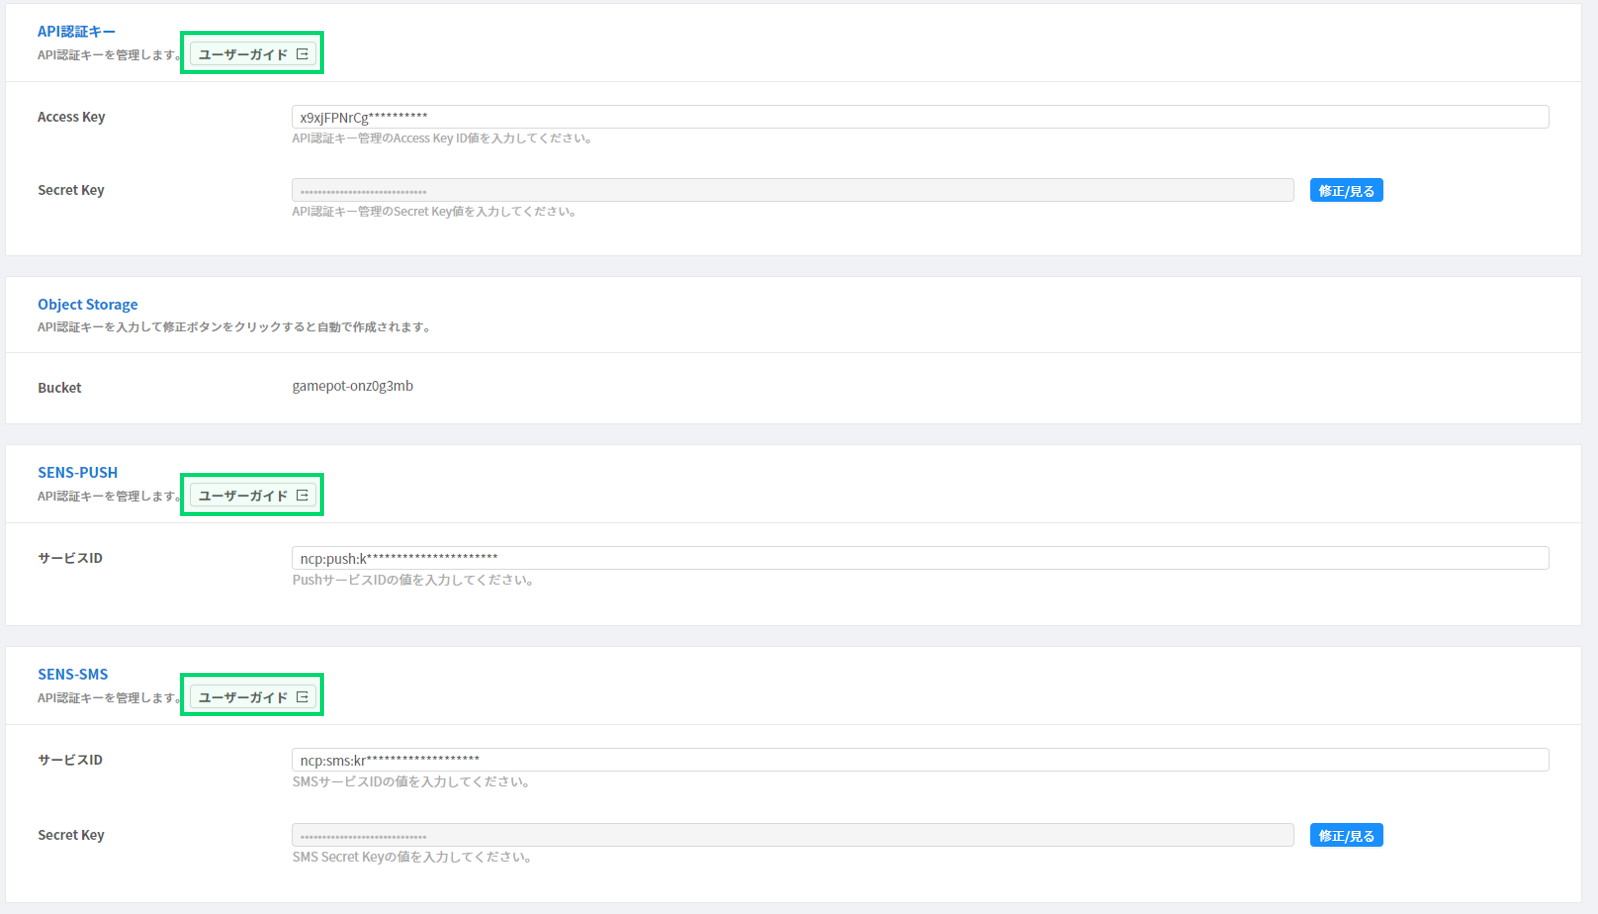 API認証キー
API認証キーを管理します。 ユーザーガイド
Access Key x9xjFPNrCg**********
API認証キー管理のAccess Key ID値を入力してください。
Secret Key ····························· 修正/見る
API認証キー管理のSecret Key値を入力してください。
Object Storage
API認証キーを入力して修正ボタンをクリックすると自動で作成されます。
Bucket gamepot-onz0g3mb
SENS-PUSH
API認証キーを管理します。 ユーザーガイド
サービスID ncp:push:k**********************
PushサービスIDの値を入力してください。
SENS-SMS
API認証キーを管理します。 ユーザーガイド
サービスID ncp:sms:kr*******************
SMSサービスIDの値を入力してください。
Secret Key ····························· 修正/見る
SMS Secret Keyの値を入力してください。